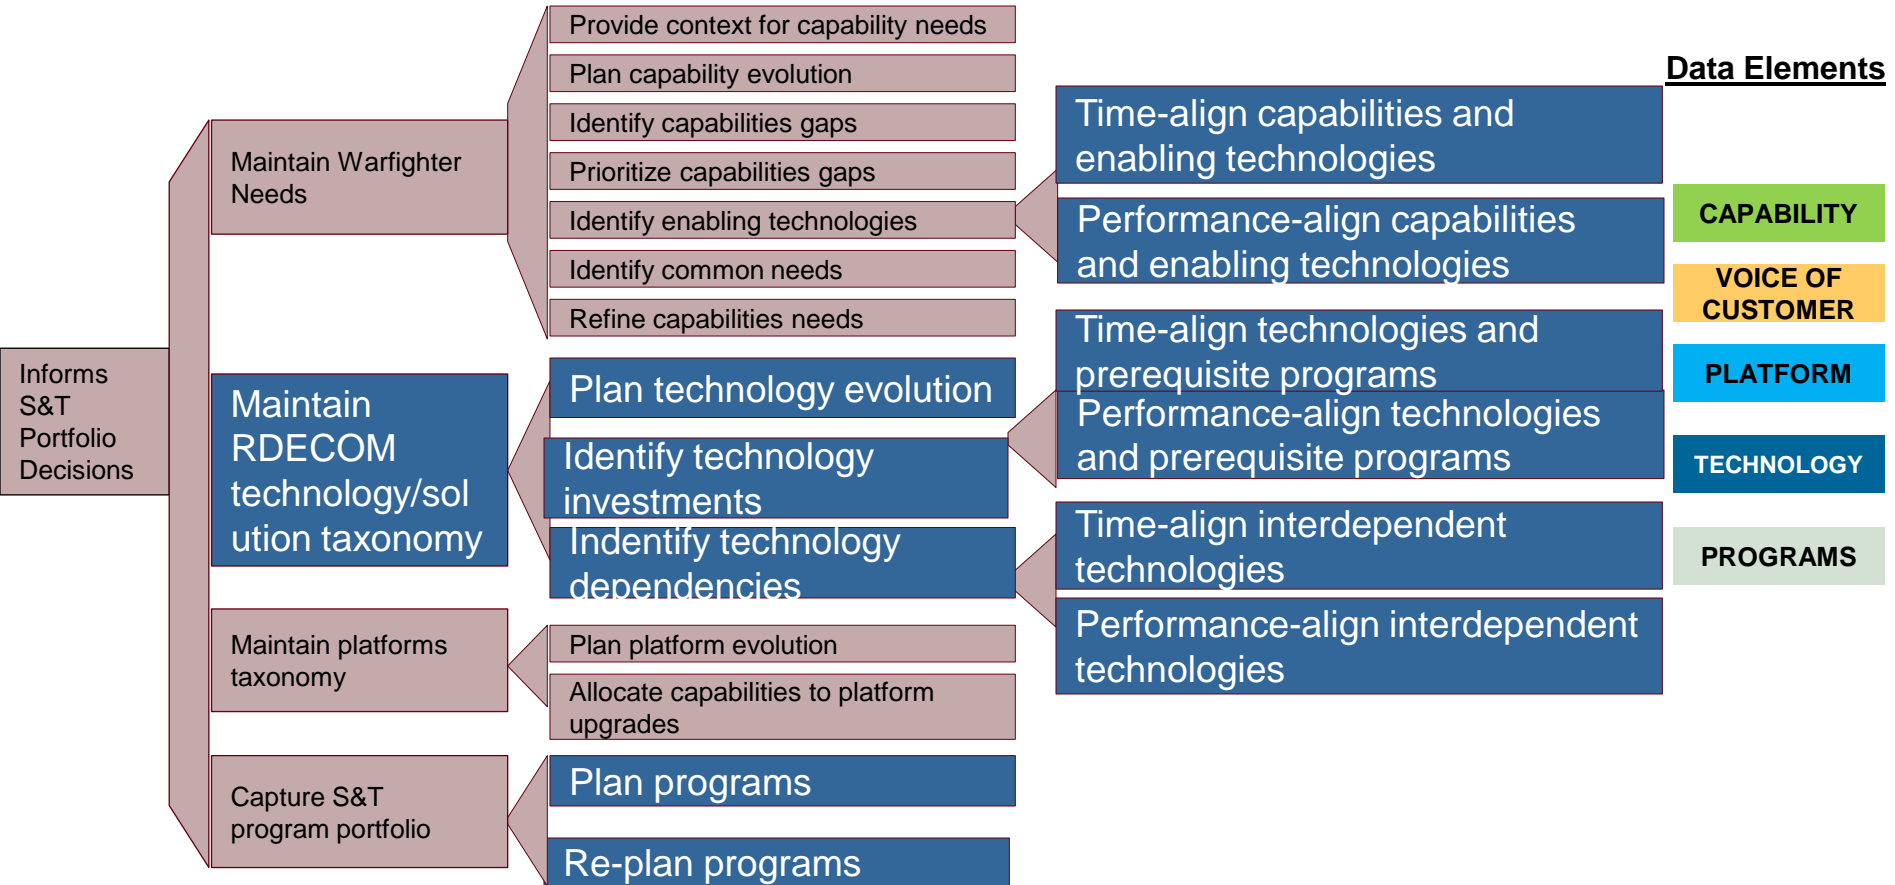 Informs
S&T
Portfolio
Decisions
Maintain Warfighter
Needs
Provide context for capability needs
Plan capability evolution
Identify capabilities gaps
Prioritize capabilities gaps
Identify enabling technologies
Identify common needs
Refine capabilities needs
Time-align capabilities and
enabling technologies
Performance-align capabilities
and enabling technologies
Maintain
RDECOM
technology/sol
ution taxonomy
Plan technology evolution
Identify technology
investments
Indentify technology
dependencies
Time-align technologies and
prerequisite programs
Performance-align technologies
and prerequisite programs
Time-align interdependent
technologies
Performance-align interdependent
technologies
Maintain platforms
taxonomy
Plan platform evolution
Allocate capabilities to platform
upgrades
Capture S&T
program portfolio
Plan programs
Re-plan programs
Data Elements
CAPABILITY
VOICE OF
CUSTOMER
PLATFORM
TECHNOLOGY
PROGRAMS